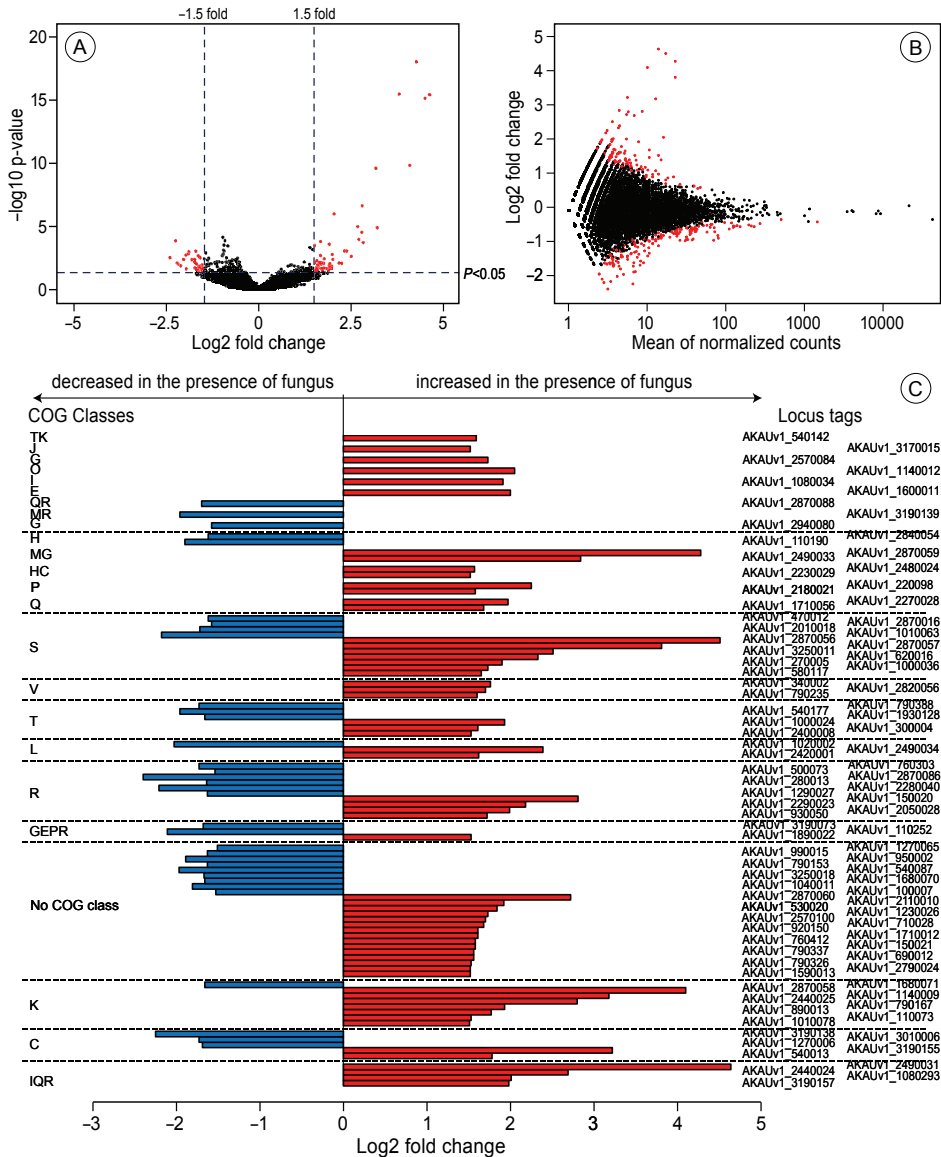 −1.5 fold
1.5 fold
A
−log10 p-value
20
15
10
5
0
P<0.05
−5
−2.5
0
2.5
5
Log2 fold change
B
Log2 fold change
5
4
3
2
1
0
−1
−2
1
10
100
1000
10000
Mean of normalized counts
decreased in the presence of fungus
increased in the presence of fungus
C
COG Classes
Locus tags
TK
AKAUv1_540142
J
AKAUv1_3170015
G
AKAUv1_2570084
O
AKAUv1_1140012
I
AKAUv1_1080034
E
AKAUv1_1600011
QR
AKAUv1_2870088
MR
AKAUv1_3190139
G
AKAUv1_2940080
AKAUv1_2840054
H
AKAUv1_110190
MG
AKAUv1_2870059
AKAUv1_2490033
HC
AKAUv1_2480024
AKAUv1_2230029
P
AKAUv1_220098
AKAUv1_2180021
Q
AKAUv1_2270028
AKAUv1_1710056
S
AKAUv1_470012
AKAUv1_2870016
AKAUv1_2010018
AKAUv1_1010063
AKAUv1_2870056
AKAUv1_2870057
AKAUv1_3250011
AKAUv1_620016
AKAUv1_270005
AKAUv1_1000036
AKAUv1_580117
V
AKAUv1_340002
AKAUv1_2820056
AKAUv1_790235
T
AKAUv1_790388
AKAUv1_540177
AKAUv1_1930128
AKAUv1_1000024
AKAUv1_300004
AKAUv1_2400008
L
AKAUv1_1020002
AKAUv1_2490034
AKAUv1_2420001
R
AKAUv1_760303
AKAUv1_500073
AKAUv1_2870086
AKAUv1_280013
AKAUv1_2280040
AKAUv1_1290027
AKAUv1_150020
AKAUv1_2290023
AKAUv1_2050028
AKAUv1_930050
GEPR
AKAUv1_3190073
AKAUv1_110252
AKAUv1_1890022
No COG class
AKAUv1_1270065
AKAUv1_990015
AKAUv1_950002
AKAUv1_790153
AKAUv1_540087
AKAUv1_3250018
AKAUv1_1680070
AKAUv1_1040011
AKAUv1_100007
AKAUv1_2870060
AKAUv1_2110010
AKAUv1_530020
AKAUv1_1230026
AKAUv1_2570100
AKAUv1_710028
AKAUv1_920150
AKAUv1_1710012
AKAUv1_760412
AKAUv1_150021
AKAUv1_790337
AKAUv1_690012
AKAUv1_790326
AKAUv1_2790024
AKAUv1_1590013
K
AKAUv1_1680071
AKAUv1_2870058
AKAUv1_1140009
AKAUv1_2440025
AKAUv1_790167
AKAUv1_890013
AKAUv1_110073
AKAUv1_1010078
C
AKAUv1_3190138
AKAUv1_3010006
AKAUv1_1270006
AKAUv1_3190155
AKAUv1_540013
IQR
AKAUv1_2490031
AKAUv1_2440024
AKAUv1_1080293
AKAUv1_3190157
−3
−2
−1
0
1
2
3
4
5
Log2 fold change